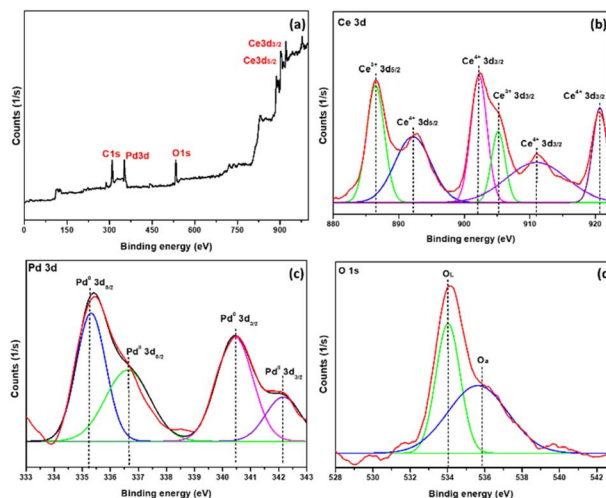 (a)
Ce3d3/2
Ce3d5/2
C1s
Pd3d
O1s
Counts (1/s)
0 150 300 450 600 750 900
Binding energy (eV)
Ce 3d
(b)
Ce3+ 3d5/2
Ce4+ 3d5/2
Ce4+ 3d3/2
Ce3+ 3d3/2
Ce4+ 3d3/2
Ce4+ 3d3/2
Counts (1/s)
880 890 900 910 920
Binding energy (eV)
Pd 3d
(c)
Pd0 3d5/2
Pd0 3d5/2
Pd0 3d3/2
Pd0 3d3/2
Counts (1/s)
333 334 335 336 337 338 339 340 341 342 343
Binding energy (eV)
O 1s
(d
OL
Oa
Counts (1/s)
528 530 532 534 536 538 540 542
Binding energy (eV)